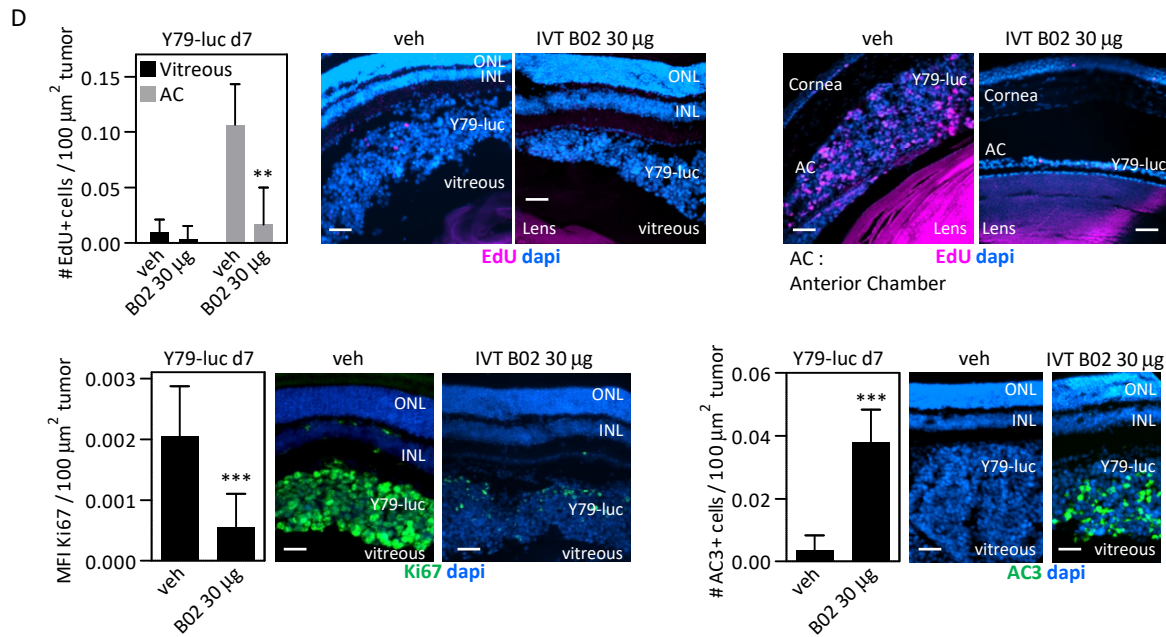 D
Y79-luc d7
# EdU+ cells / 100 µm² tumor
0.15
0.10
0.05
0.00
Vitreous
AC
**
veh
B02 30 µg
veh
B02 30 µg
veh
IVT B02 30 µg
ONL
INL
Y79-luc
vitreous
ONL
INL
Y79-luc
Lens
vitreous
EdU dapi
veh
IVT B02 30 µg
Cornea
Y79-luc
AC
Lens
Cornea
AC
Y79-luc
Lens
EdU dapi
AC :
Anterior Chamber
Y79-luc d7
MFI Ki67 / 100 µm² tumor
0.003
0.002
0.001
0.000
***
veh
B02 30 µg
veh
IVT B02 30 µg
ONL
INL
Y79-luc
vitreous
ONL
INL
Y79-luc
vitreous
Ki67 dapi
Y79-luc d7
# AC3+ cells / 100 µm² tumor
0.06
0.04
0.02
0.00
***
veh
B02 30 µg
veh
IVT B02 30 µg
ONL
INL
Y79-luc
vitreous
ONL
INL
Y79-luc
vitreous
AC3 dapi